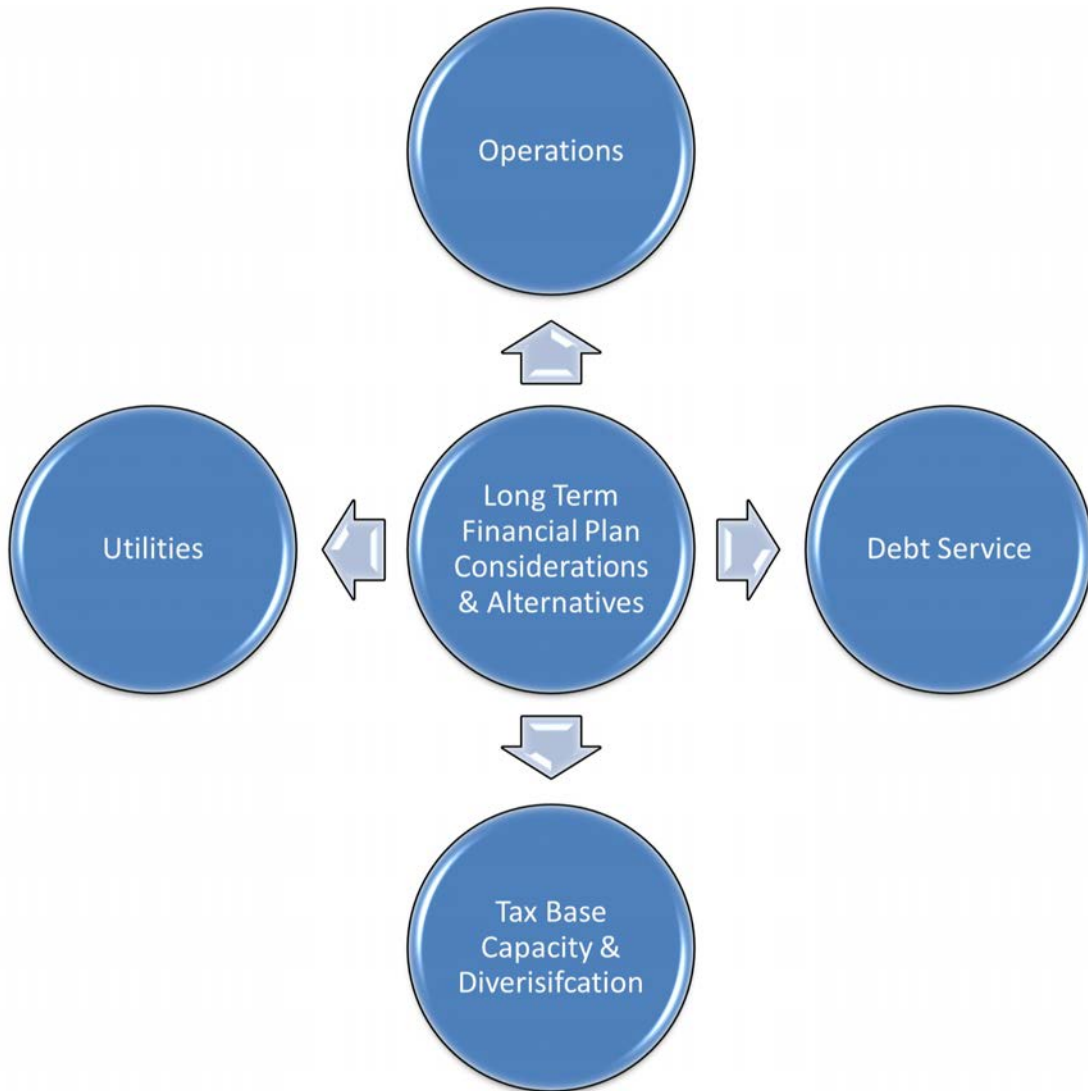 Operations
Utilities
Long Term
Financial Plan
Considerations
& Alternatives
Debt Service
Tax Base
Capacity &
Diverisifcation